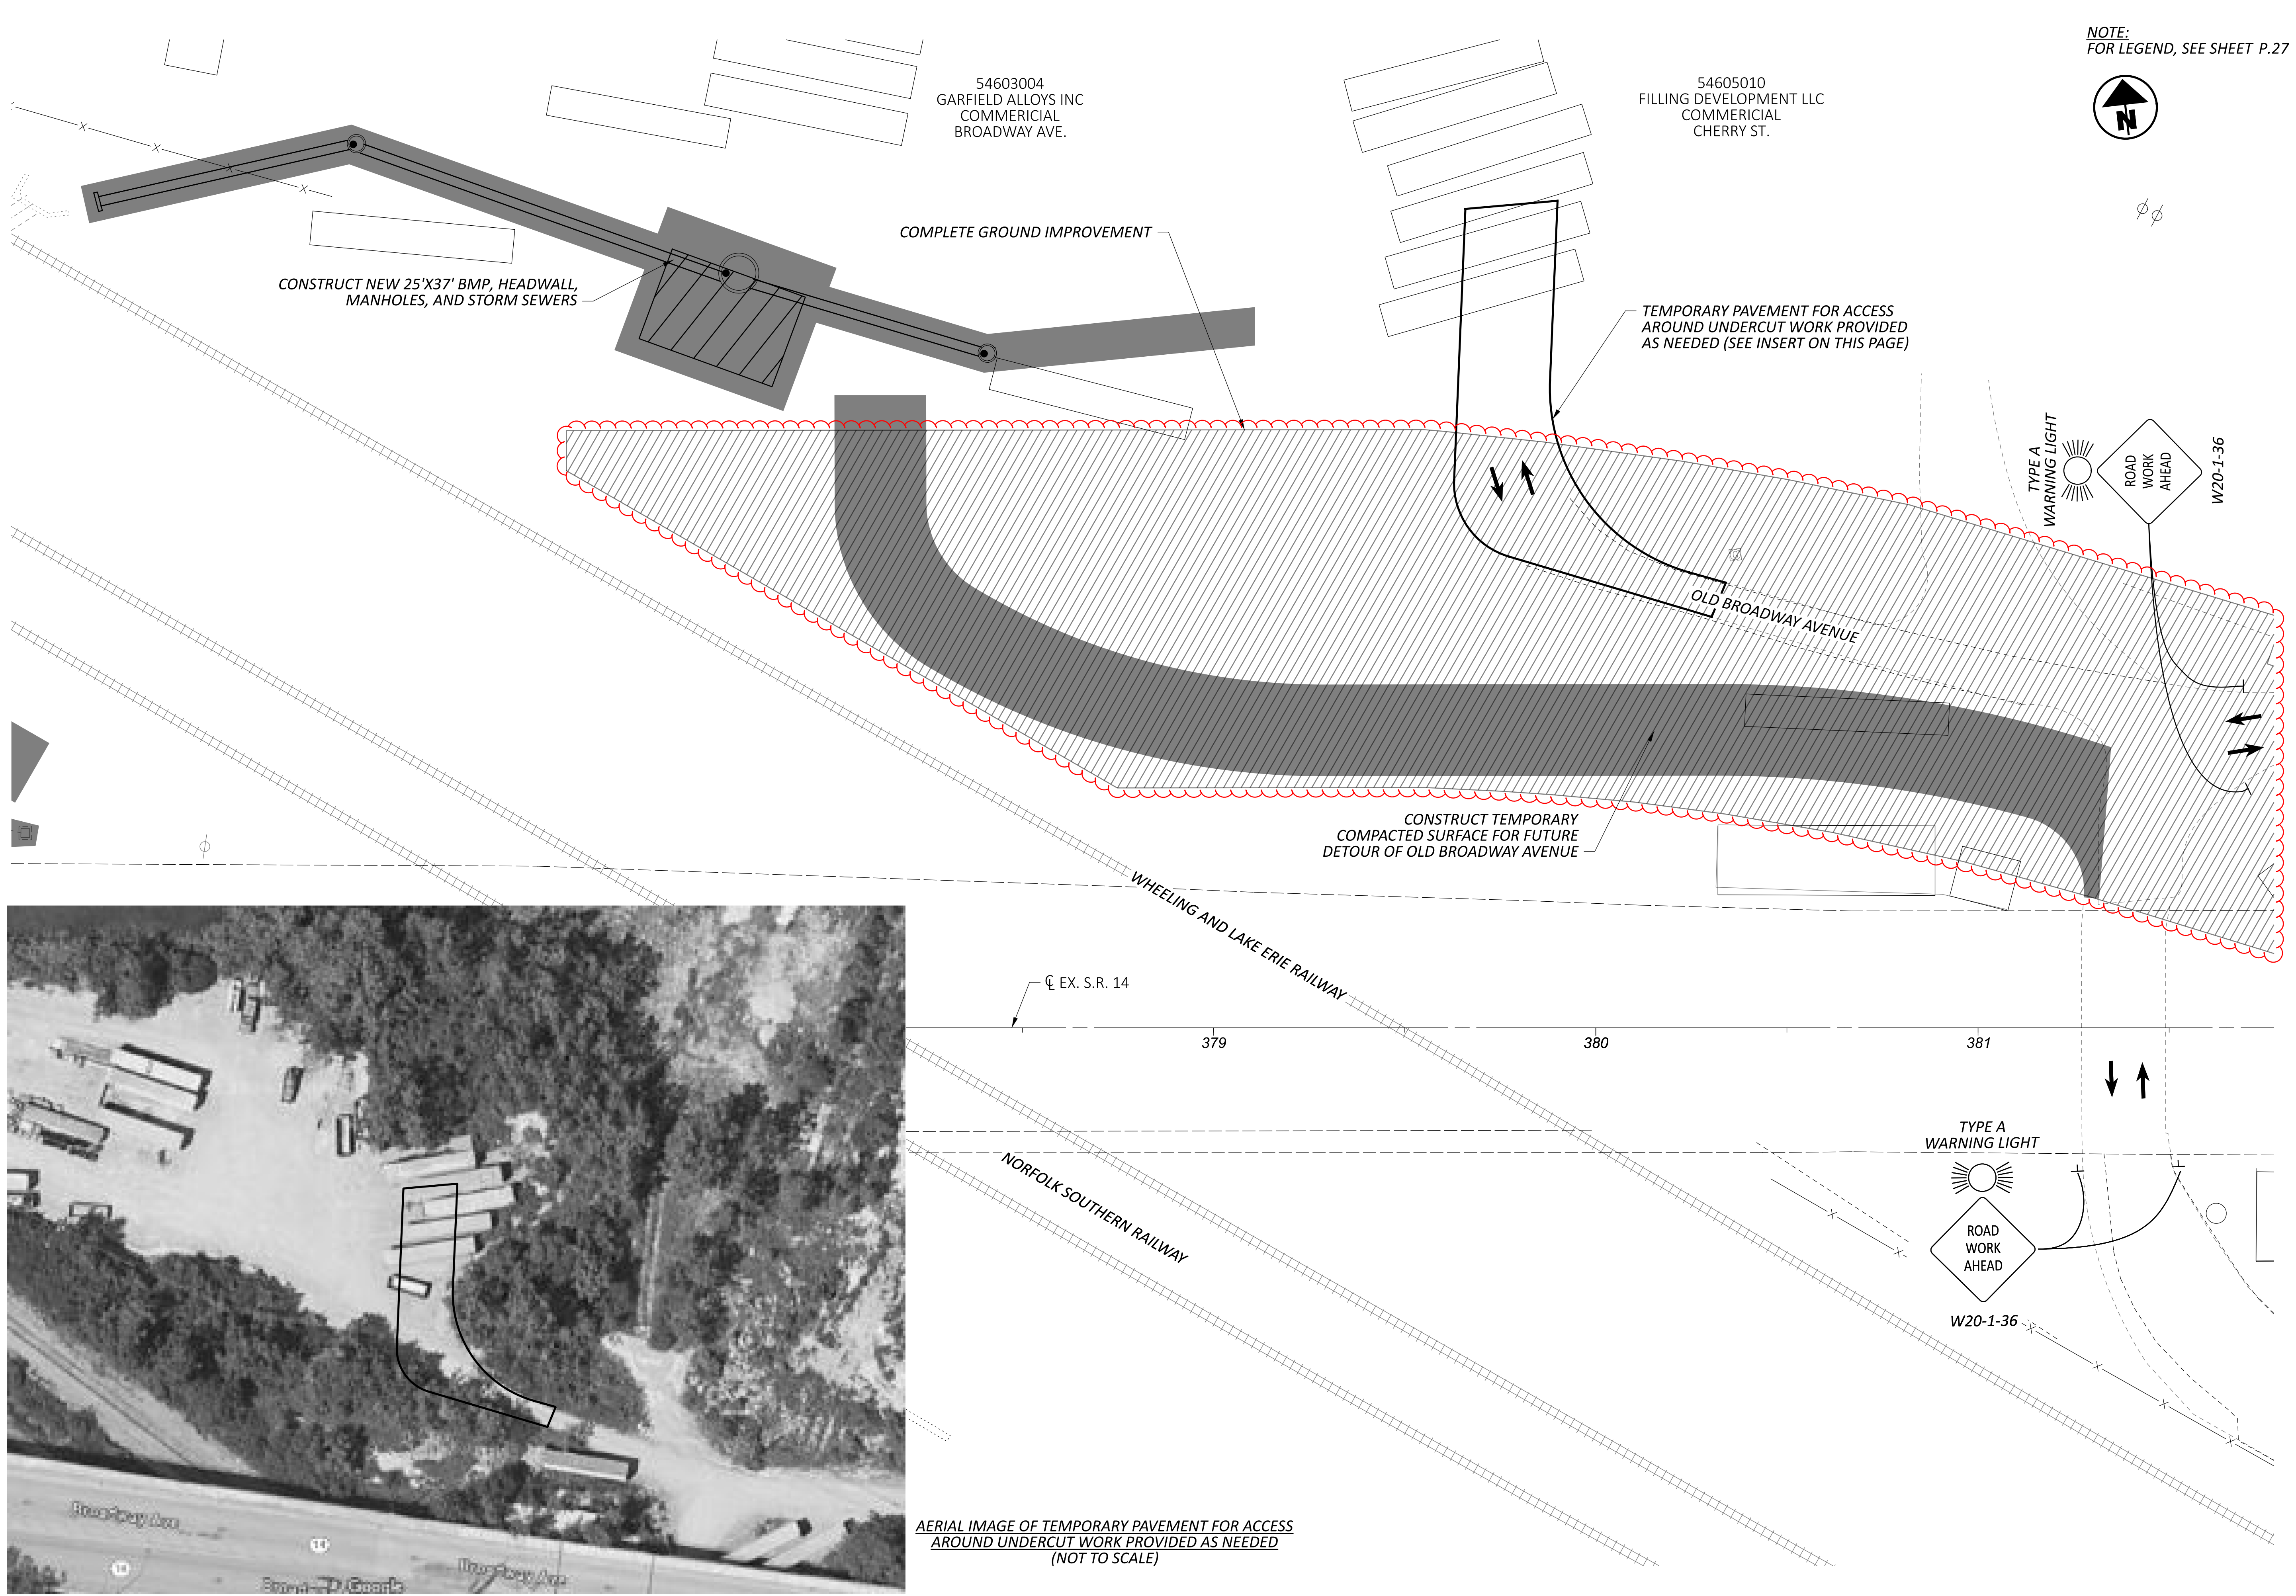 NOTE:
FOR LEGEND, SEE SHEET P.27
N
54603004
GARFIELD ALLOYS INC
COMMERICIAL
BROADWAY AVE.
54605010
FILLING DEVELOPMENT LLC
COMMERICIAL
CHERRY ST.
COMPLETE GROUND IMPROVEMENT
CONSTRUCT NEW 25'X37' BMP, HEADWALL,
MANHOLES, AND STORM SEWERS
TEMPORARY PAVEMENT FOR ACCESS
AROUND UNDERCUT WORK PROVIDED
AS NEEDED (SEE INSERT ON THIS PAGE)
TYPE A
WARNING LIGHT
ROAD
WORK
AHEAD
W20-1-36
OLD BROADWAY AVENUE
CONSTRUCT TEMPORARY
COMPACTED SURFACE FOR FUTURE
DETOUR OF OLD BROADWAY AVENUE
WHEELING AND LAKE ERIE RAILWAY
℄ EX. S.R. 14
379
380
381
NORFOLK SOUTHERN RAILWAY
TYPE A
WARNING LIGHT
ROAD
WORK
AHEAD
W20-1-36
Broadway Ave
14
Broadway Ave
14
Google
AERIAL IMAGE OF TEMPORARY PAVEMENT FOR ACCESS
AROUND UNDERCUT WORK PROVIDED AS NEEDED
(NOT TO SCALE)